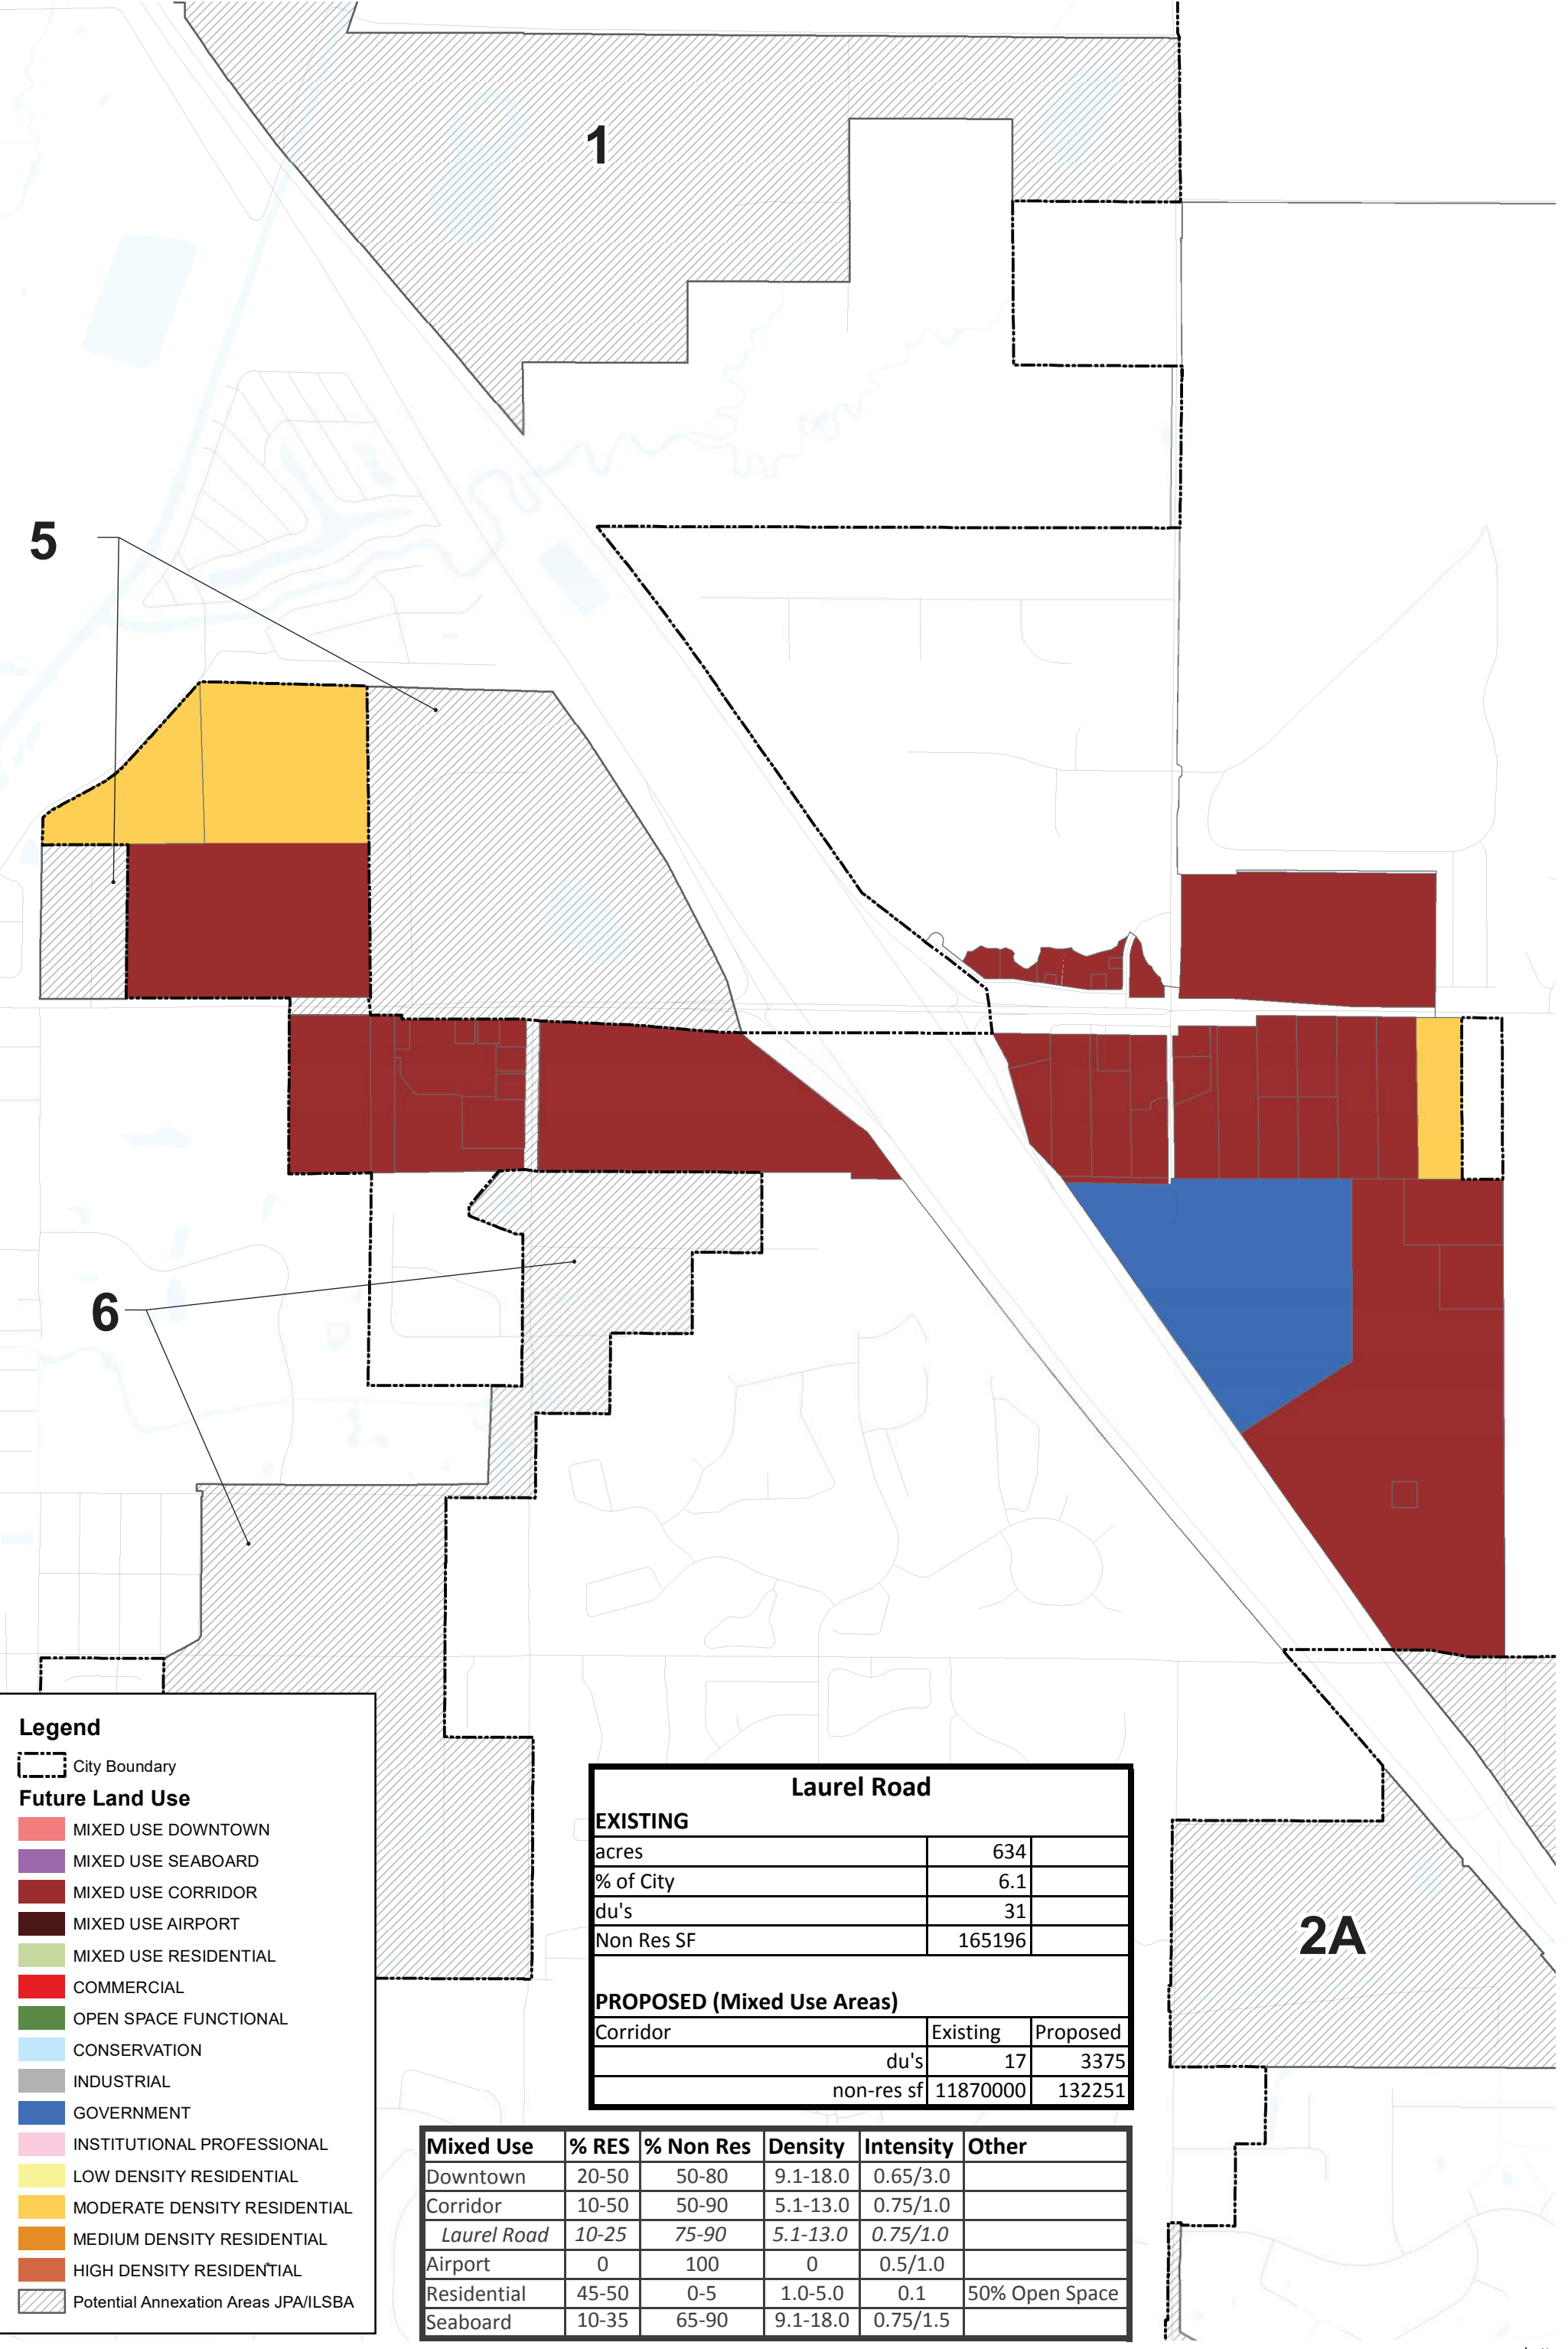 1
5
6
2A
Legend
City Boundary
Future Land Use
MIXED USE DOWNTOWN
MIXED USE SEABOARD
MIXED USE CORRIDOR
MIXED USE AIRPORT
MIXED USE RESIDENTIAL
COMMERCIAL
OPEN SPACE FUNCTIONAL
CONSERVATION
INDUSTRIAL
GOVERNMENT
INSTITUTIONAL PROFESSIONAL
LOW DENSITY RESIDENTIAL
MODERATE DENSITY RESIDENTIAL
MEDIUM DENSITY RESIDENTIAL
HIGH DENSITY RESIDENTIAL
Potential Annexation Areas JPA/ILSBA
Laurel Road
EXISTING
acres 634
% of City 6.1
du's 31
Non Res SF 165196
PROPOSED (Mixed Use Areas)
Corridor Existing Proposed
du's 17 3375
non-res sf 11870000 132251
Mixed Use % RES % Non Res Density Intensity Other
Downtown 20-50 50-80 9.1-18.0 0.65/3.0
Corridor 10-50 50-90 5.1-13.0 0.75/1.0
Laurel Road 10-25 75-90 5.1-13.0 0.75/1.0
Airport 0 100 0 0.5/1.0
Residential 45-50 0-5 1.0-5.0 0.1 50% Open Space
Seaboard 10-35 65-90 9.1-18.0 0.75/1.5